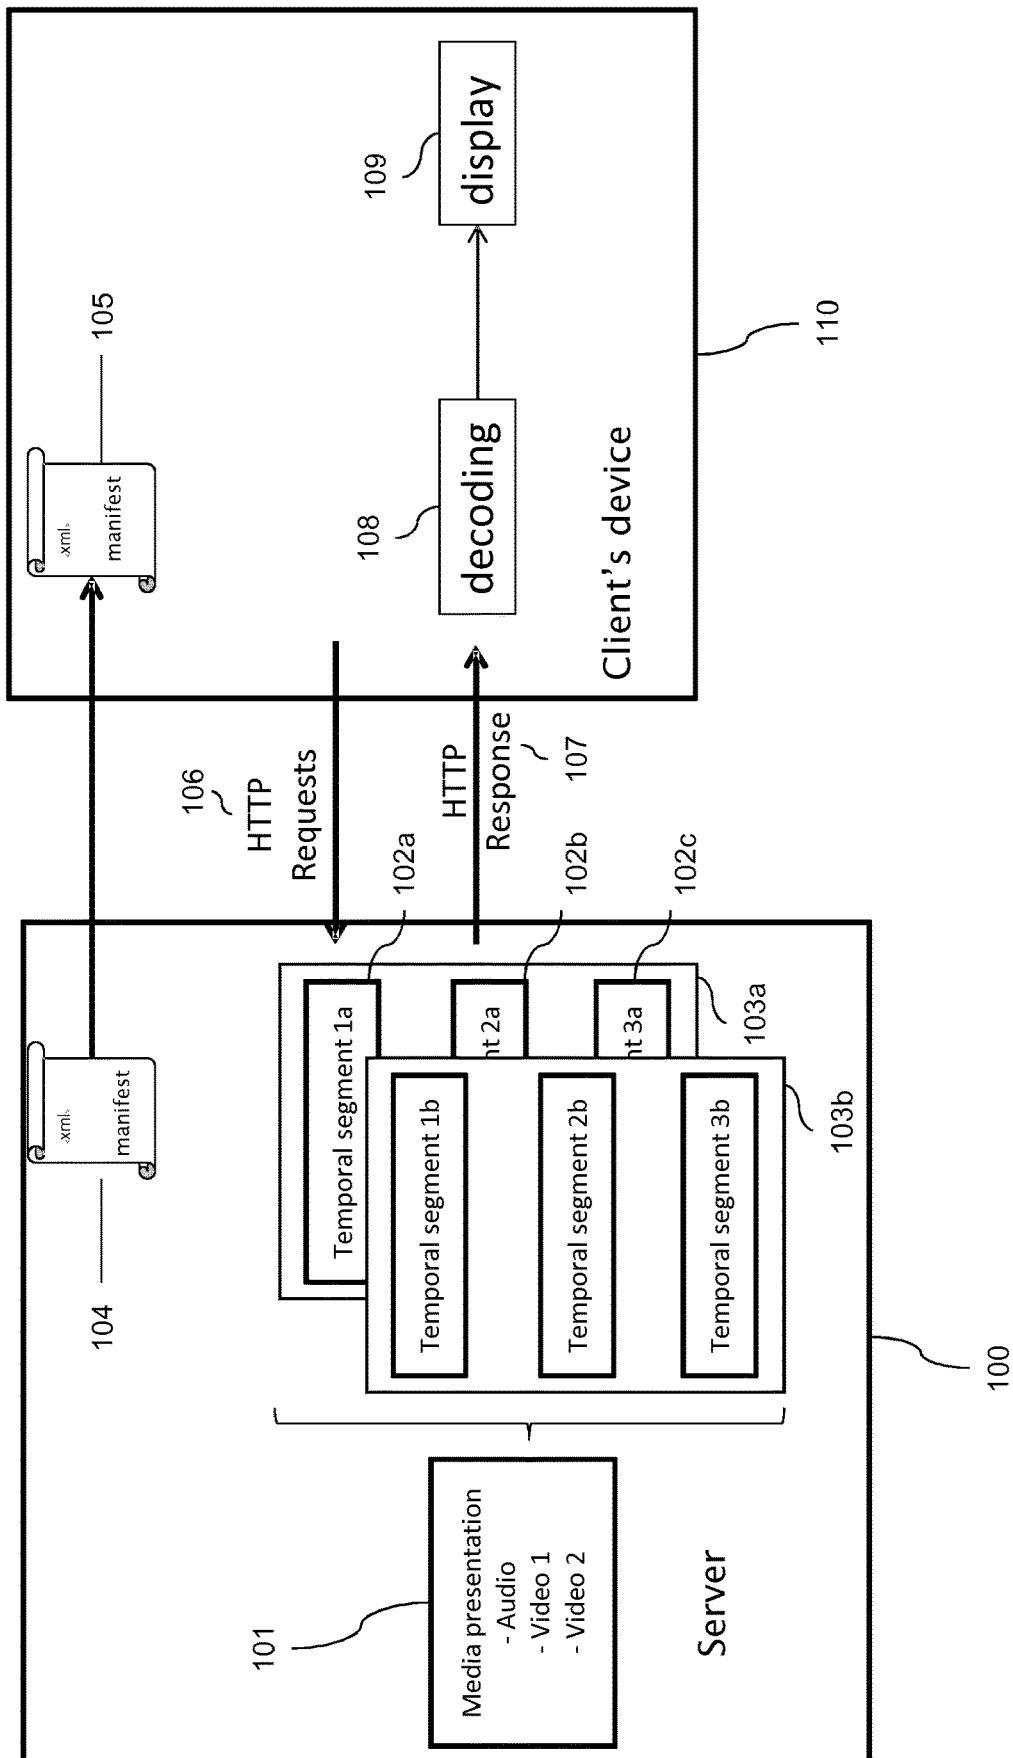 104
<xml>
manifest
<xml>
manifest
105
101
Media presentation
- Audio
- Video 1
- Video 2
Server
100
Temporal segment 1a
nt 2a
nt 3a
Temporal segment 1b
Temporal segment 2b
Temporal segment 3b
102a
102b
102c
103a
103b
106
HTTP
Requests
HTTP
Response
107
108
decoding
109
display
Client's device
110